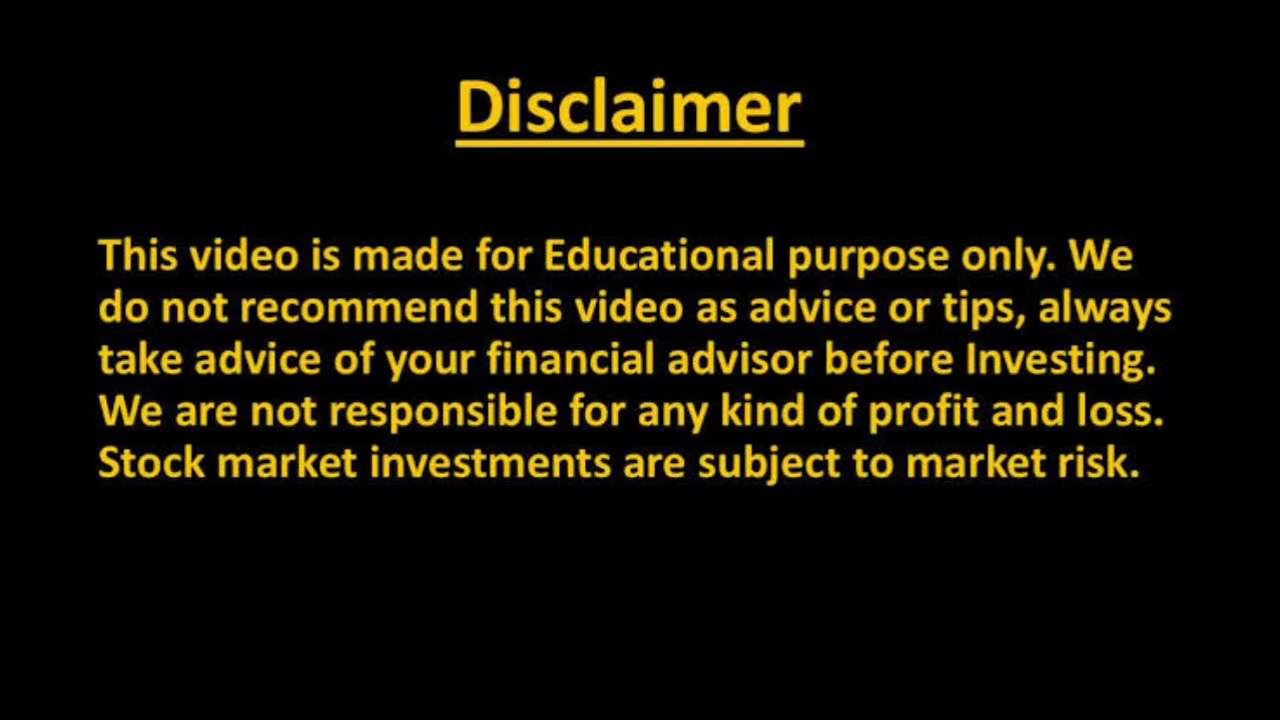 Disclaimer
This video is made for Educational purpose only. We
do not recommend this video as advice or tips, always
take advice of your financial advisor before Investing.
We are not responsible for any kind of profit and loss.
Stock market investments are subject to market risk.